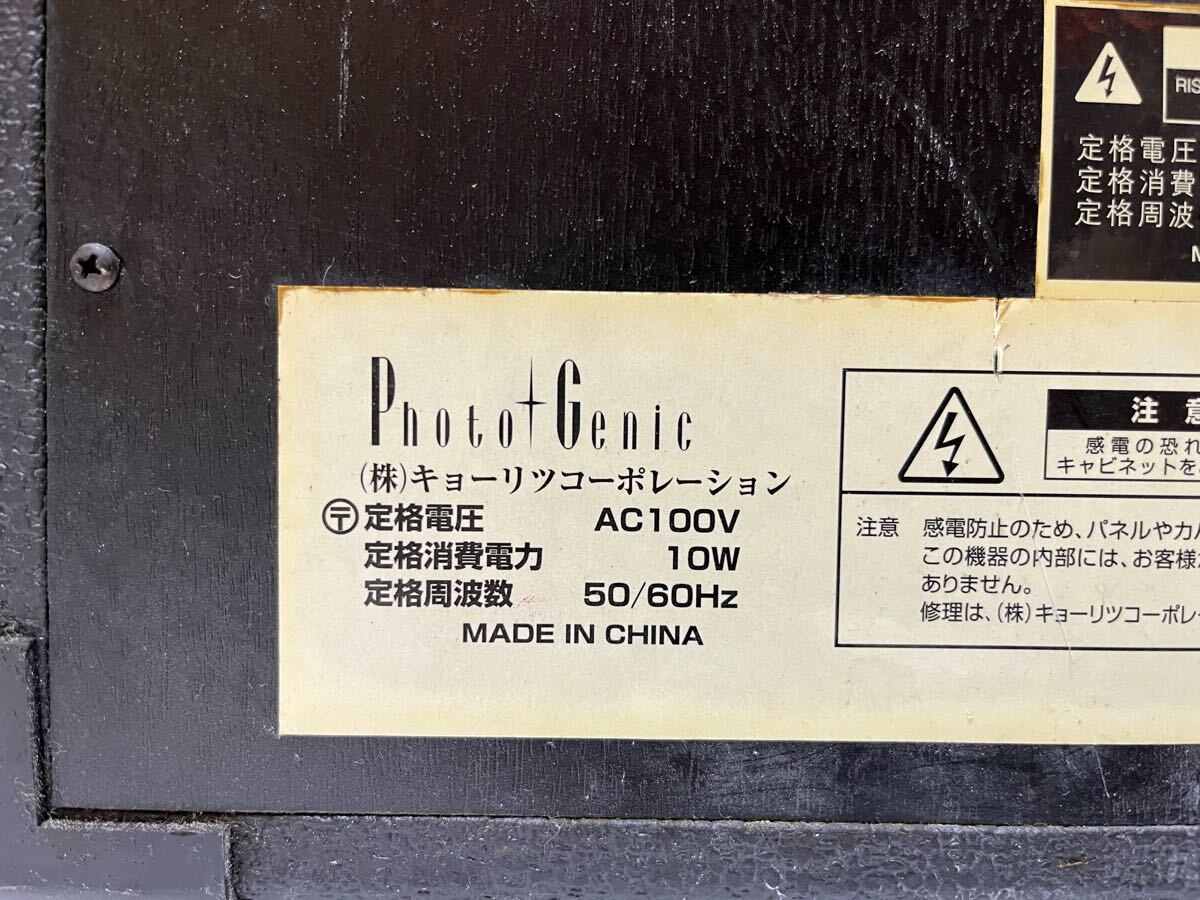 定格電圧
定格消費
定格周波
Photo Genic
(株)キョーリツコーポレーション
〒定格電圧 AC100V
定格消費電力 10W
定格周波数 50/60Hz
MADE IN CHINA
注
感電の恐れ
キャビネットを
注意 感電防止のため、パネルやカ
この機器の内部には、お客様
ありません。
修理は、(株)キョーリツコーポレ